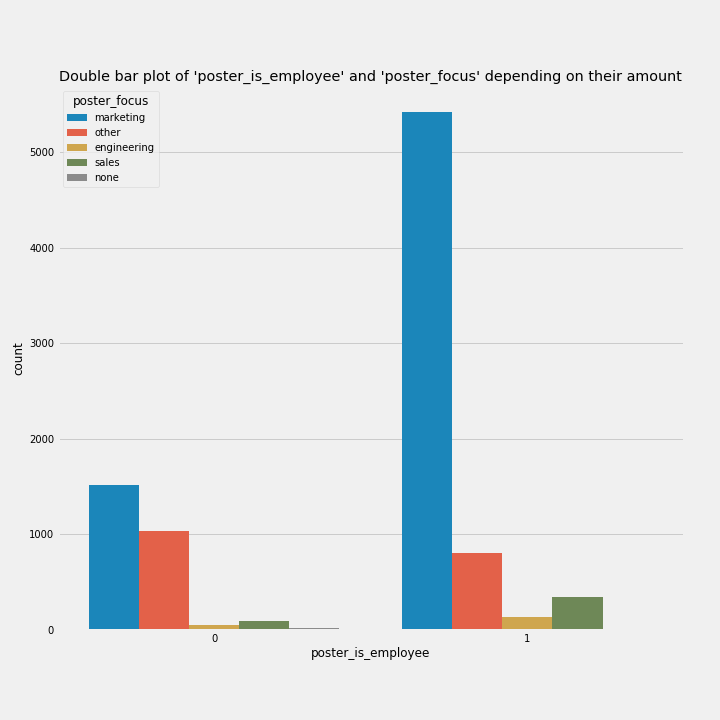 Double bar plot of 'poster_is_employee' and 'poster_focus' depending on their amount
poster_focus
marketing
other
engineering
sales
none
5000
4000
3000
2000
1000
0
count
0
1
poster_is_employee